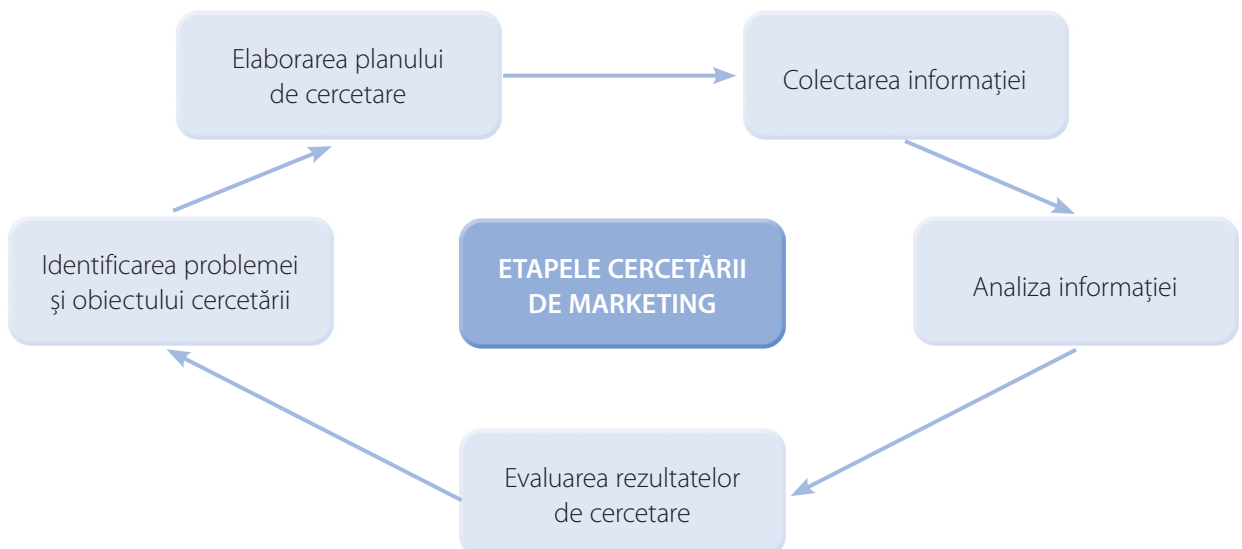 Elaborarea planului
de cercetare
Colectarea informației
Identificarea problemei
și obiectului cercetării
ETAPELE CERCETĂRII
DE MARKETING
Analiza informației
Evaluarea rezultatelor
de cercetare